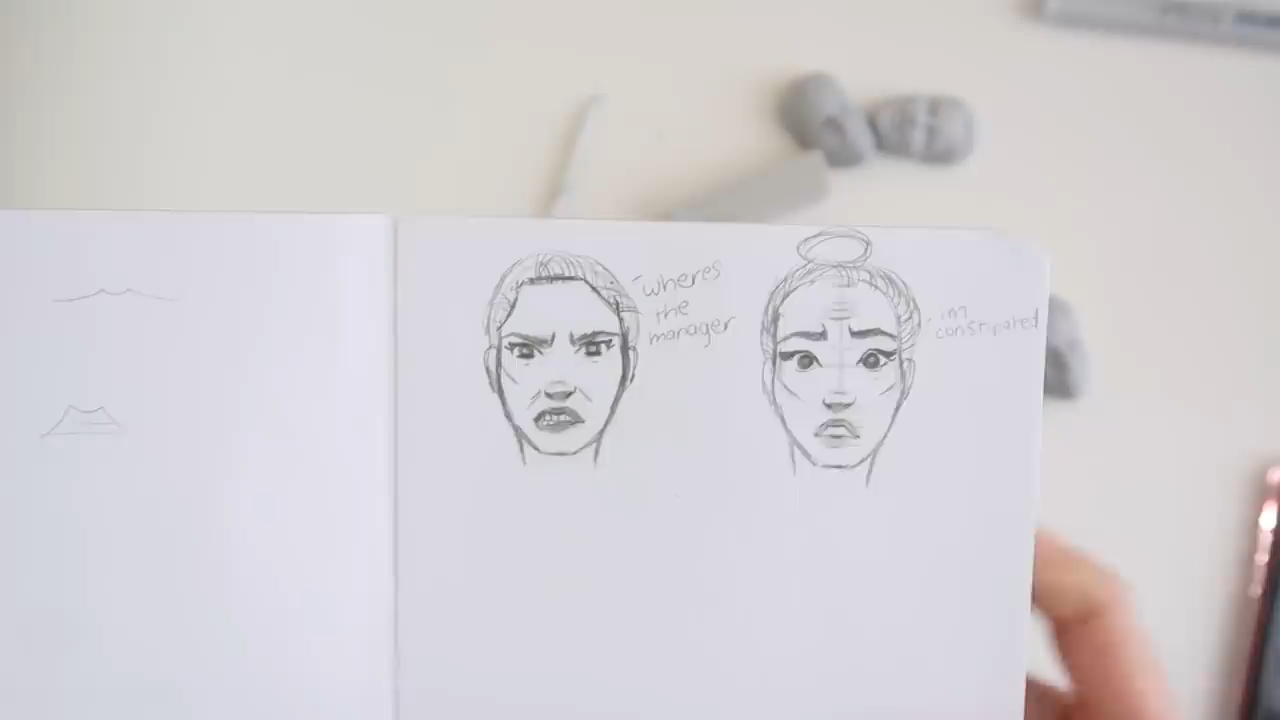 wheres
the
manager
im
constipated